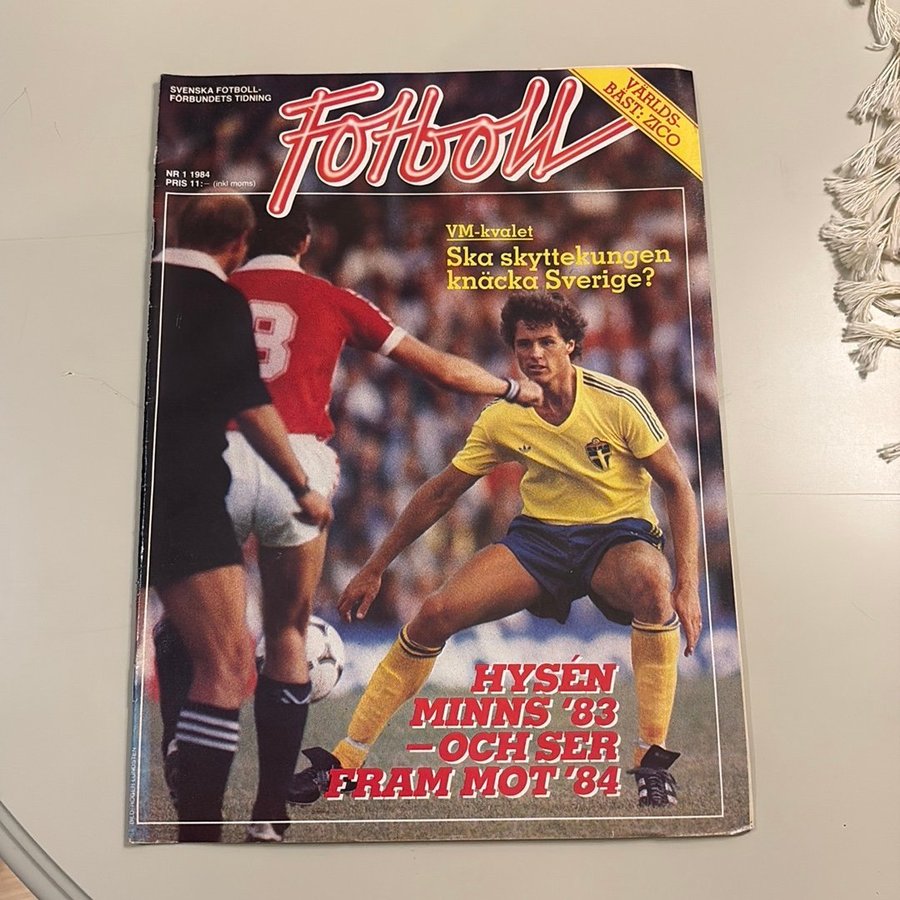 SVENSKA FOTBOLL-
FÖRBUNDETS TIDNING
Fotboll
VÄRLDS-
BÄST: ZICO
NR 1 1984
PRIS 11:– (inkl moms)
VM-kvalet
Ska skyttekungen
knäcka Sverige?
8
HYSÉN
MINNS '83
–OCH SER
FRAM MOT '84